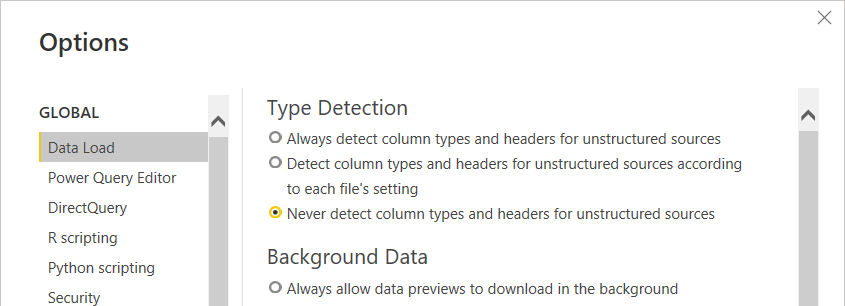 Options
GLOBAL
Data Load
Power Query Editor
DirectQuery
R scripting
Python scripting
Security
Type Detection
Always detect column types and headers for unstructured sources
Detect column types and headers for unstructured sources according
to each file's setting
Never detect column types and headers for unstructured sources
Background Data
Always allow data previews to download in the background